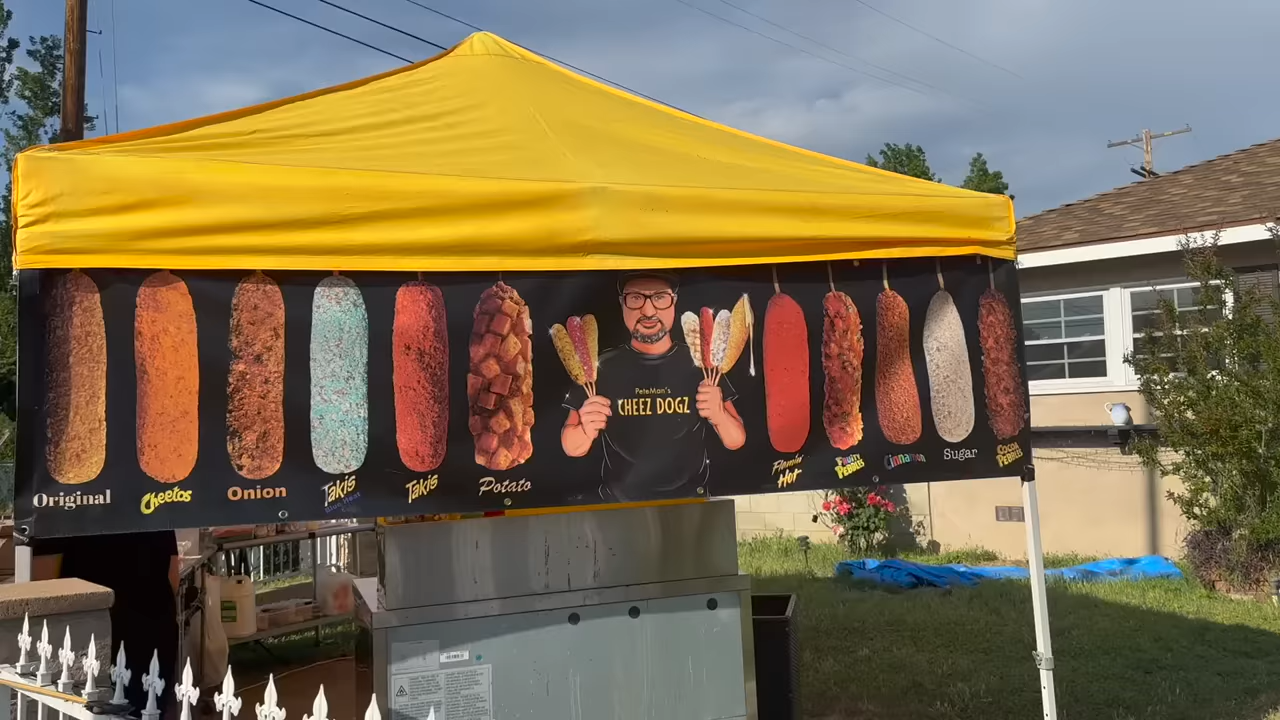 Original
Cheetos
Onion
Takis
Takis
Potato
PeteMan's
CHEEZ DOGZ
Flamin'
Hot
Fruity
Pebbles
Cinnamon
Sugar
Cocoa
Pebbles